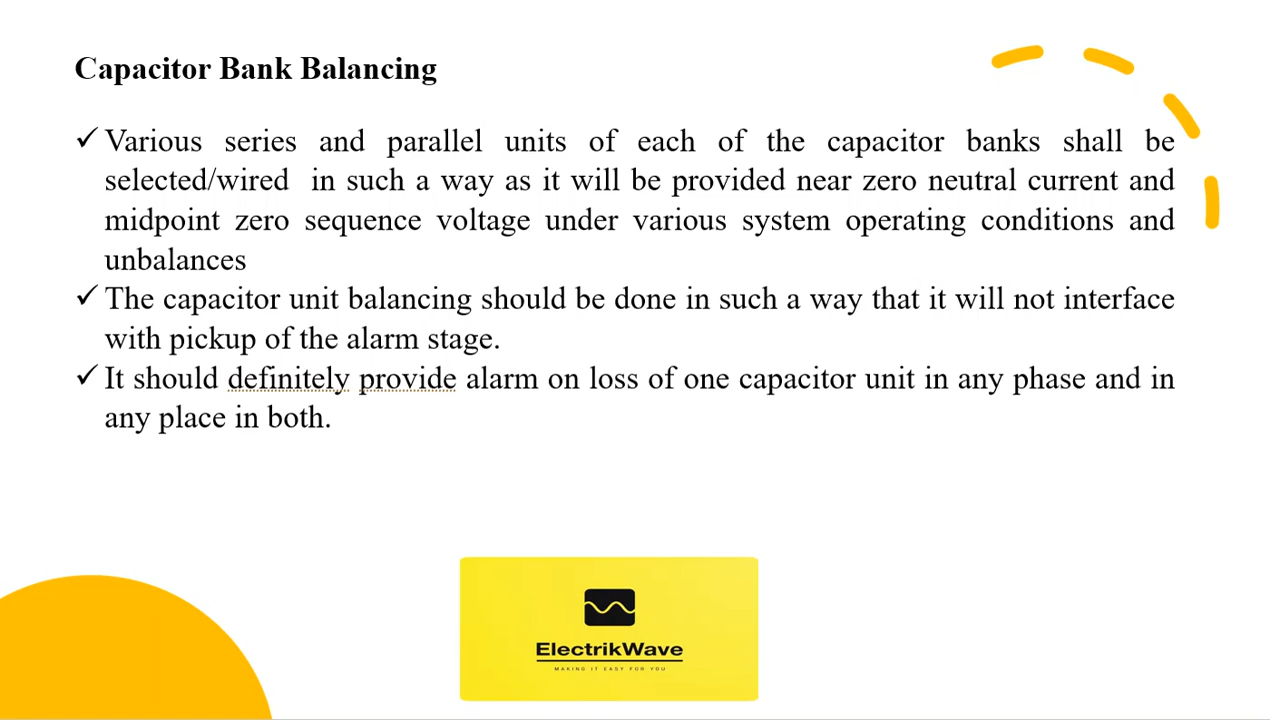 Capacitor Bank Balancing
✓ Various series and parallel units of each of the capacitor banks shall be
selected/wired in such a way as it will be provided near zero neutral current and
midpoint zero sequence voltage under various system operating conditions and
unbalances
✓ The capacitor unit balancing should be done in such a way that it will not interface
with pickup of the alarm stage.
✓ It should definitely provide alarm on loss of one capacitor unit in any phase and in
any place in both.
ElectrikWave
MAKING IT EASY FOR YOU